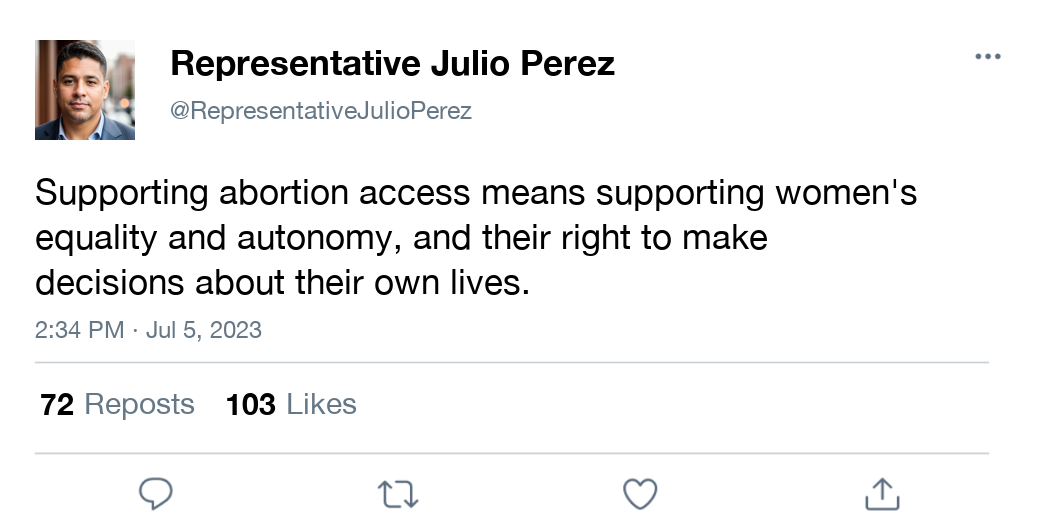 Representative Julio Perez
@RepresentativeJulioPerez
Supporting abortion access means supporting women's
equality and autonomy, and their right to make
decisions about their own lives.
2:34 PM · Jul 5, 2023
72 Reposts 103 Likes